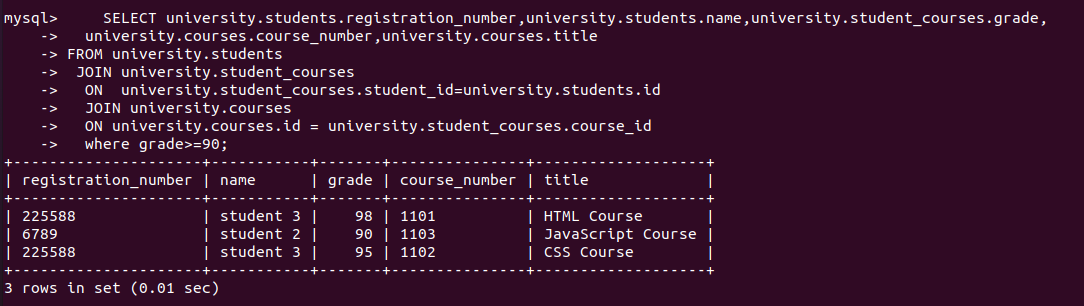 mysql>     SELECT university.students.registration_number,university.students.name,university.student_courses.grade,
    ->   university.courses.course_number,university.courses.title
    -> FROM university.students
    ->  JOIN university.student_courses
    ->   ON  university.student_courses.student_id=university.students.id
    ->   JOIN university.courses
    ->   ON university.courses.id = university.student_courses.course_id
    ->   where grade>=90;
+---------------------+-----------+-------+---------------+-------------------+
| registration_number | name      | grade | course_number | title             |
+---------------------+-----------+-------+---------------+-------------------+
| 225588              | student 3 |    98 | 1101          | HTML Course       |
| 6789                | student 2 |    90 | 1103          | JavaScript Course |
| 225588              | student 3 |    95 | 1102          | CSS Course        |
+---------------------+-----------+-------+---------------+-------------------+
3 rows in set (0.01 sec)